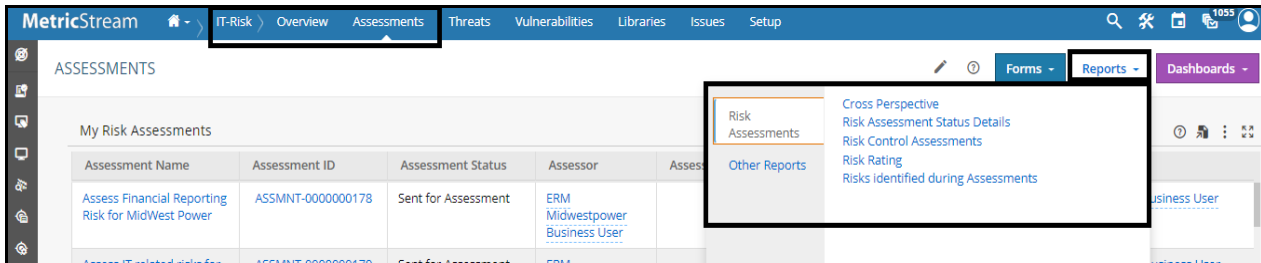 MetricStream IT-Risk Overview Assessments Threats Vulnerabilities Libraries Issues Setup 1055
ASSESSMENTS Forms Reports Dashboards
My Risk Assessments
Assessment Name Assessment ID Assessment Status Assessor
Assess Financial Reporting ASSMNT-0000000178 Sent for Assessment ERM
Risk for MidWest Power Midwestpower
Business User
Risk
Assessments
Other Reports
Cross Perspective
Risk Assessment Status Details
Risk Control Assessments
Risk Rating
Risks identified during Assessments
User